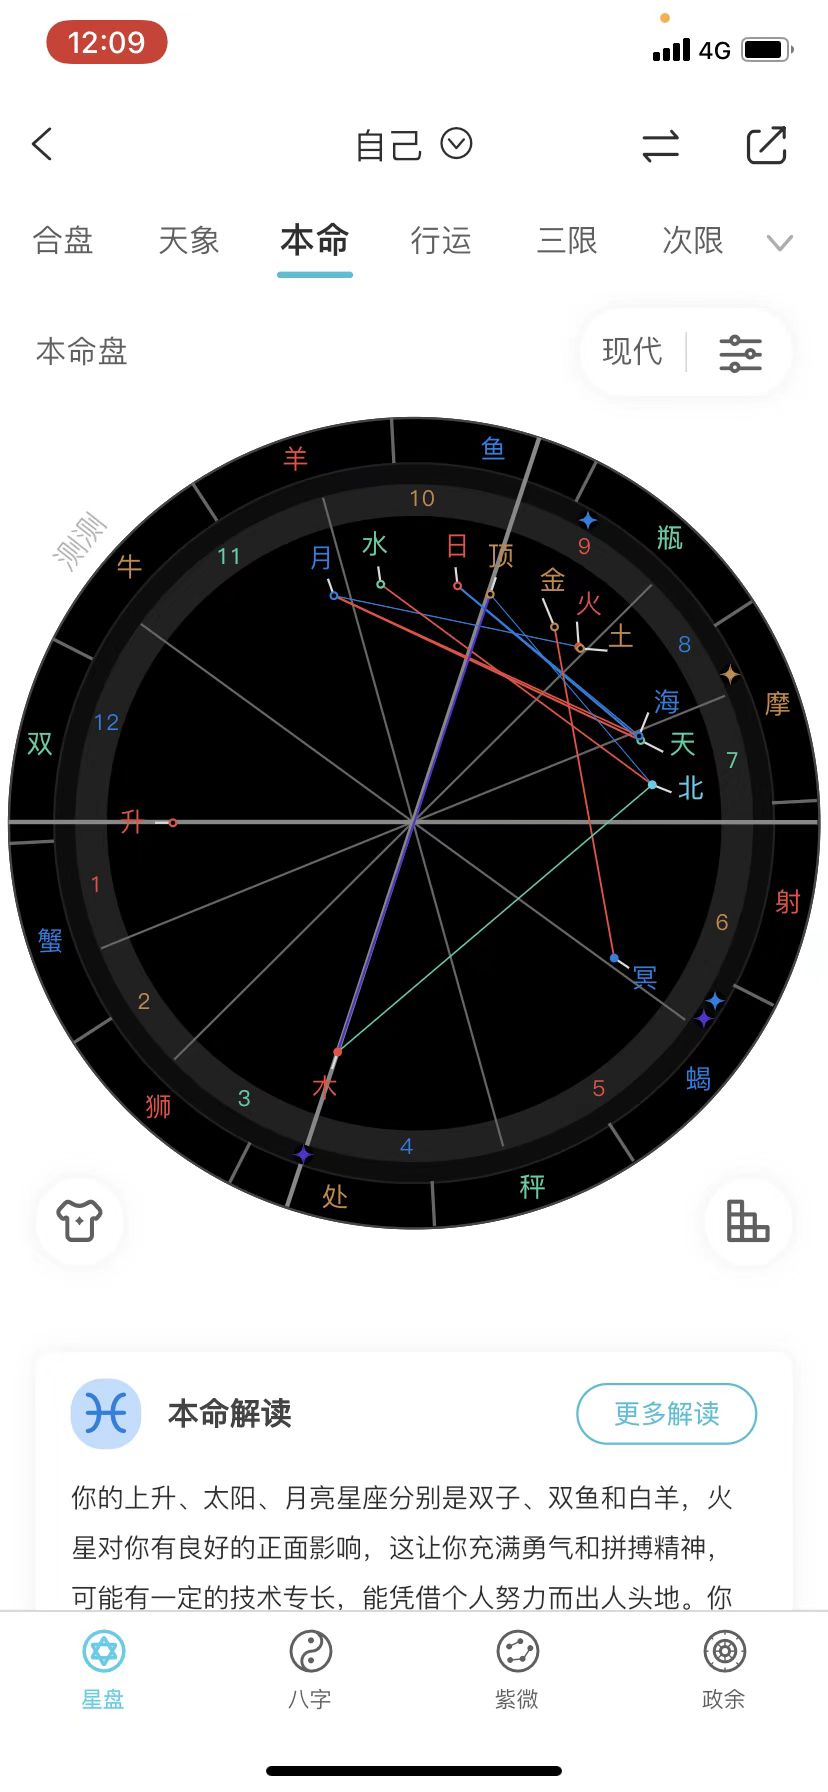 12:09
4G
自己
合盘 天象 本命 行运 三限 次限
本命盘
现代
测测
羊
鱼
10
瓶
11
9
牛
月
水
日
顶
金
火
土
8
海
摩
12
双
天
7
北
升
1
射
6
蟹
冥
2
蝎
木
狮
3
5
4
处
秤
本命解读
更多解读
你的上升、太阳、月亮星座分别是双子、双鱼和白羊，火
星对你有良好的正面影响，这让你充满勇气和拼搏精神，
可能有一定的技术专长，能凭借个人努力而出人头地。你
星盘 八字 紫微 政余